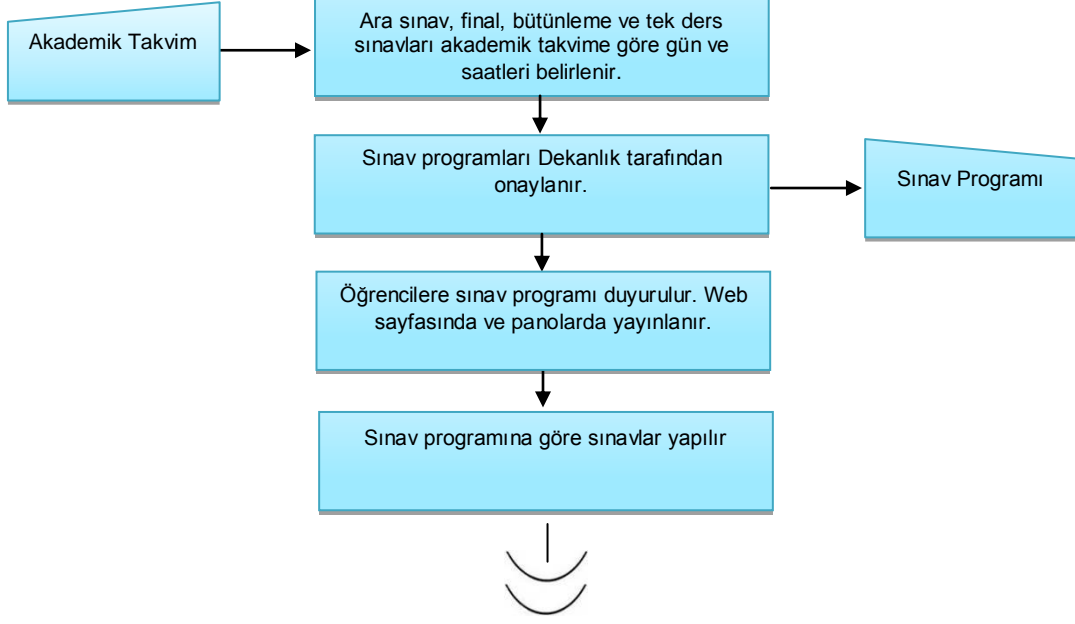 Akademik Takvim
Ara sınav, final, bütünleme ve tek ders
sınavları akademik takvime göre gün ve
saatleri belirlenir.
Sınav programları Dekanlık tarafından
onaylanır.
Sınav Programı
Öğrencilere sınav programı duyurulur. Web
sayfasında ve panolarda yayınlanır.
Sınav programına göre sınavlar yapılır